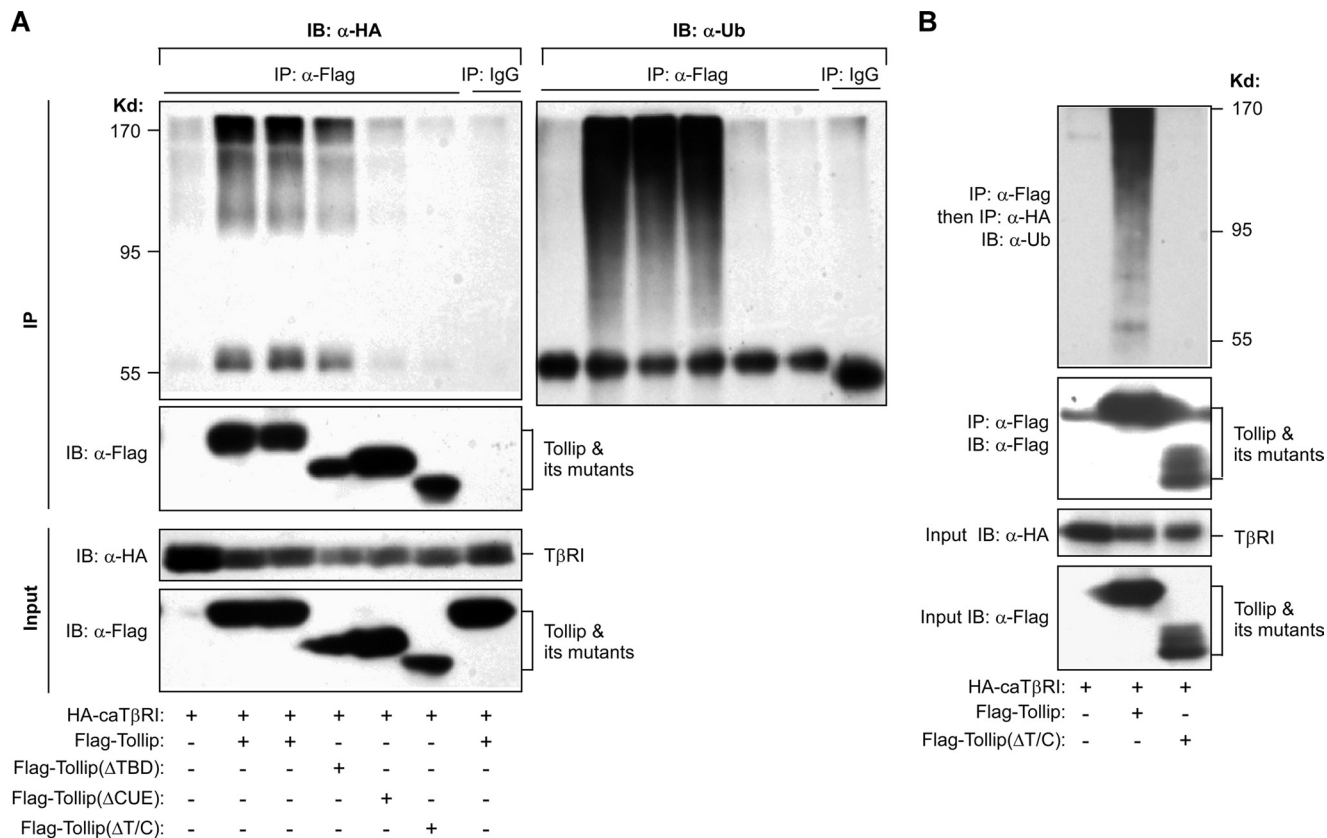 A
IB: α-HA
IB: α-Ub
IP: α-Flag
IP: IgG
IP: α-Flag
IP: IgG
Kd:
170
95
55
IP
IB: α-Flag
Tollip &
its mutants
Input
IB: α-HA
TβRI
IB: α-Flag
Tollip &
its mutants
HA-caTβRI: + + + + + + +
Flag-Tollip: - + + - - - +
Flag-Tollip(ΔTBD): - - - + - - -
Flag-Tollip(ΔCUE): - - - - + - -
Flag-Tollip(ΔT/C): - - - - - + -
B
Kd:
170
IP: α-Flag
then IP: α-HA
IB: α-Ub
95
55
IP: α-Flag
IB: α-Flag
Tollip &
its mutants
Input IB: α-HA
TβRI
Input IB: α-Flag
Tollip &
its mutants
HA-caTβRI: + + +
Flag-Tollip: - + -
Flag-Tollip(ΔT/C): - - +